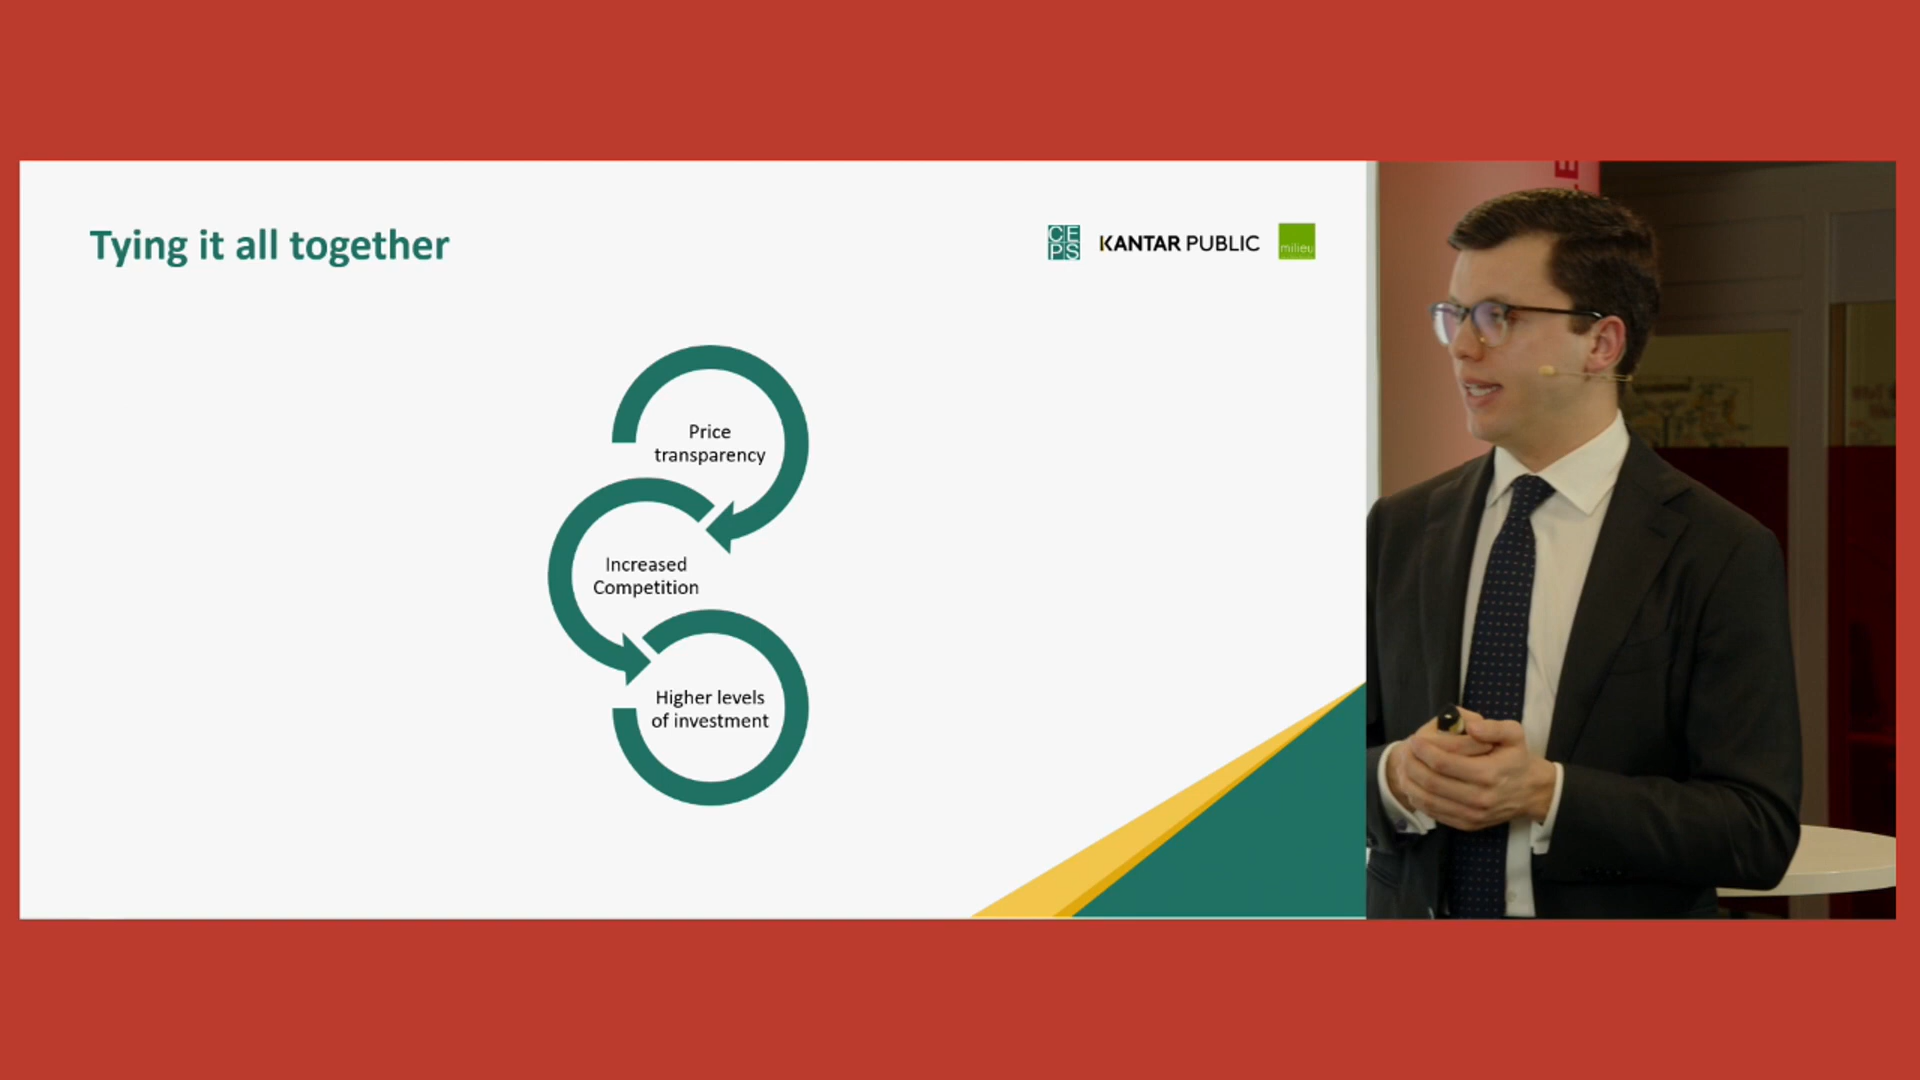 Tying it all together
CE
PS
KANTAR PUBLIC
milieu
Price
transparency
Increased
Competition
Higher levels
of investment
E